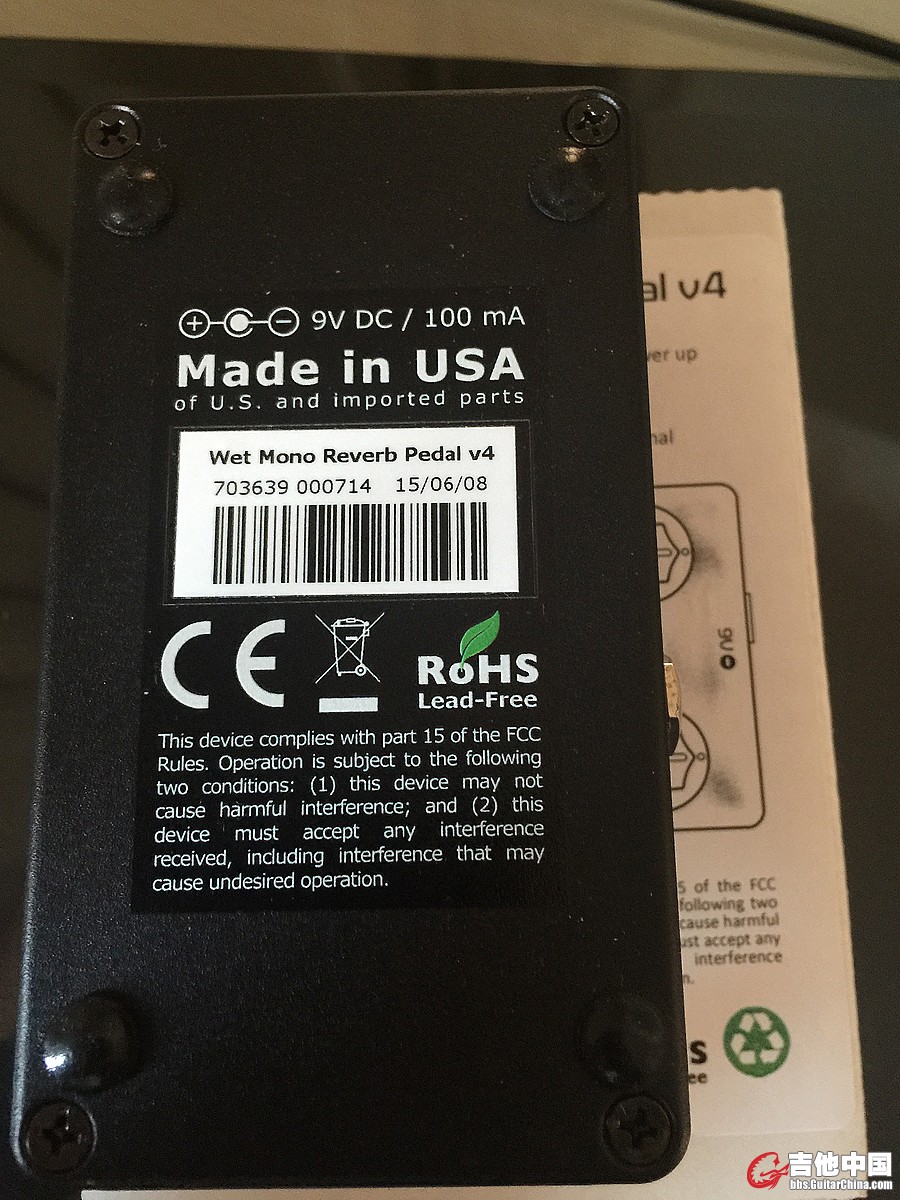 9V DC / 100 mA
Made in USA
of U.S. and imported parts
Wet Mono Reverb Pedal v4
703639 000714 15/06/08
CE
RoHS
Lead-Free
This device complies with part 15 of the FCC
Rules. Operation is subject to the following
two conditions: (1) this device may not
cause harmful interference; and (2) this
device must accept any interference
received, including interference that may
cause undesired operation.
al v4
er up
nal
9V
5 of the FCC
following two
cause harmful
ust accept any
interference
n.
S
ee
吉他中国
bbs.GuitarChina.com